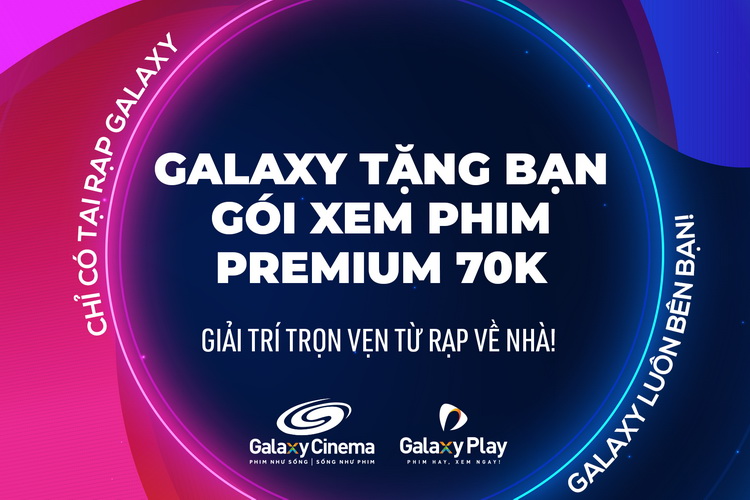 CHỈ CÓ TẠI RẠP GALAXY
GALAXY TẶNG BẠN
GÓI XEM PHIM
PREMIUM 70K
GIẢI TRÍ TRỌN VẸN TỪ RẠP VỀ NHÀ!
GALAXY LUÔN BÊN BẠN!
Galaxy Cinema
PHIM NHƯ SỐNG | SỐNG NHƯ PHIM
Galaxy Play
PHIM HAY, XEM NGAY!